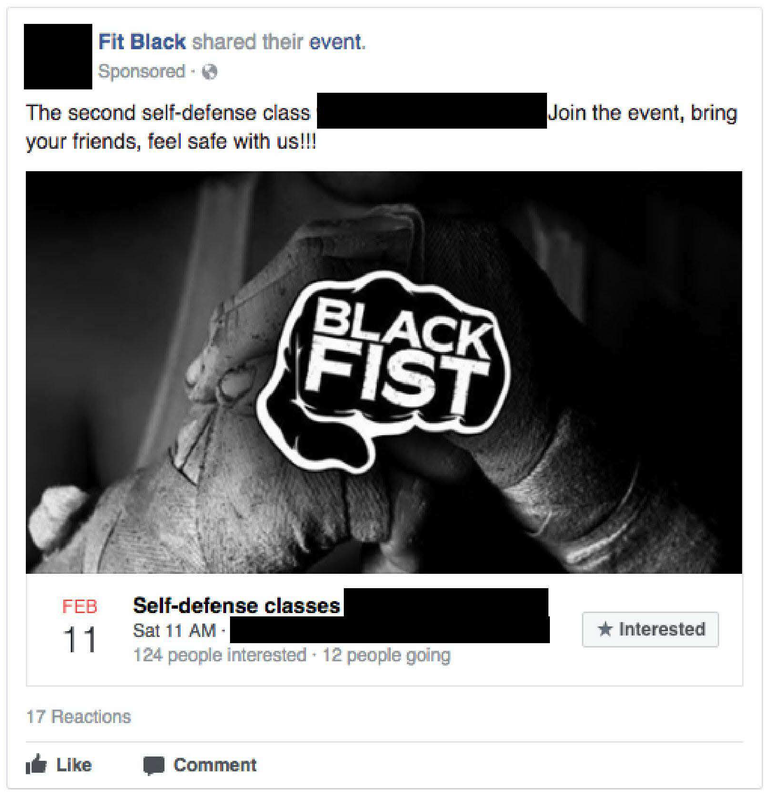 Fit Black shared their event.
Sponsored ·
The second self-defense class Join the event, bring
your friends, feel safe with us!!!
BLACK
FIST
FEB
11
Self-defense classes
Sat 11 AM ·
124 people interested · 12 people going
★ Interested
17 Reactions
Like Comment